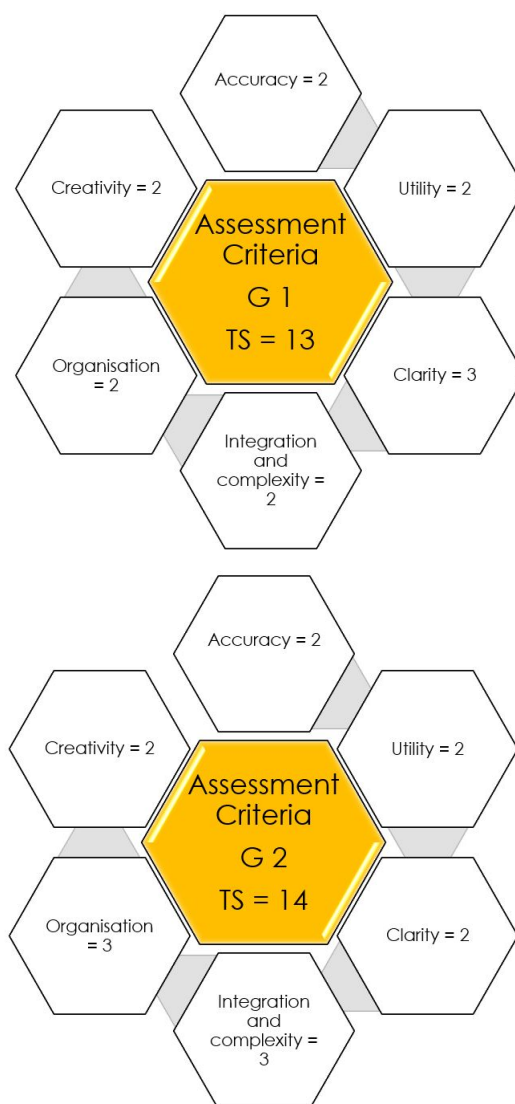 Accuracy = 2
Creativity = 2
Utility = 2
Assessment
Criteria
G 1
TS = 13
Organisation
= 2
Clarity = 3
Integration
and
complexity =
2
Accuracy = 2
Creativity = 2
Utility = 2
Assessment
Criteria
G 2
TS = 14
Organisation
= 3
Clarity = 2
Integration
and
complexity =
3